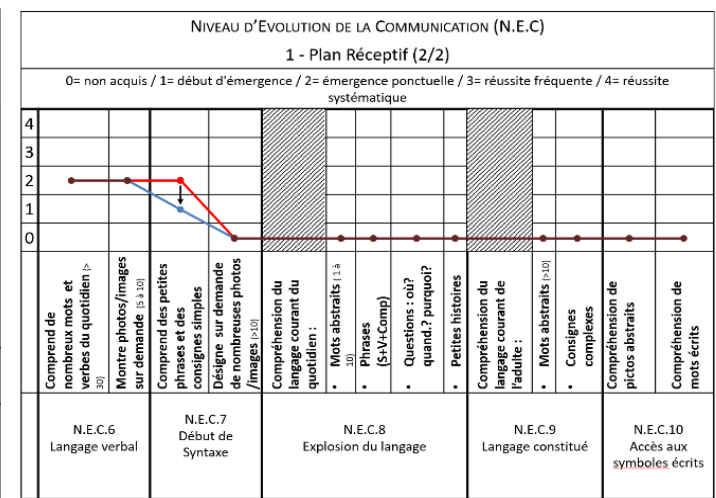 NIVEAU D'EVOLUTION DE LA COMMUNICATION (N.E.C)
1 - Plan Réceptif (2/2)
0= non acquis / 1= début d'émergence / 2= émergence ponctuelle / 3= réussite fréquente / 4= réussite
systématique
4
3
2
1
0
Comprend de
nombreux mots et
verbes du quotidien (>
30)
Montre photos/images
sur demande (5 à 10)
Comprend des petites
phrases et des
consignes simples
Désigne sur demande
de nombreuses photos
/images (>10)
Compréhension du
langage courant du
quotidien :
• Mots abstraits (1 à
10)
• Phrases
(S+V+Comp)
• Questions : où?
quand.? purquoi?
• Petites histoires
Compréhension du
langage courant de
l'adulte :
• Mots abstraits (>10)
• Consignes
complexes
Compréhension de
pictos abstraits
Compréhension de
mots écrits
N.E.C.6
Langage verbal
N.E.C.7
Début de
Syntaxe
N.E.C.8
Explosion du langage
N.E.C.9
Langage constitué
N.E.C.10
Accès aux
symboles écrits